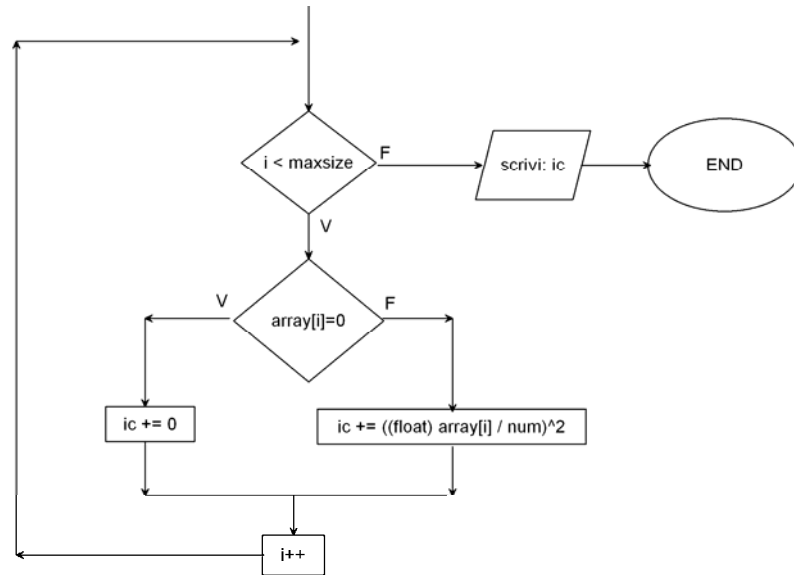 i < maxsize
F
scrivi: ic
END
V
V
array[i]=0
F
ic += 0
ic += ((float) array[i] / num)^2
i++